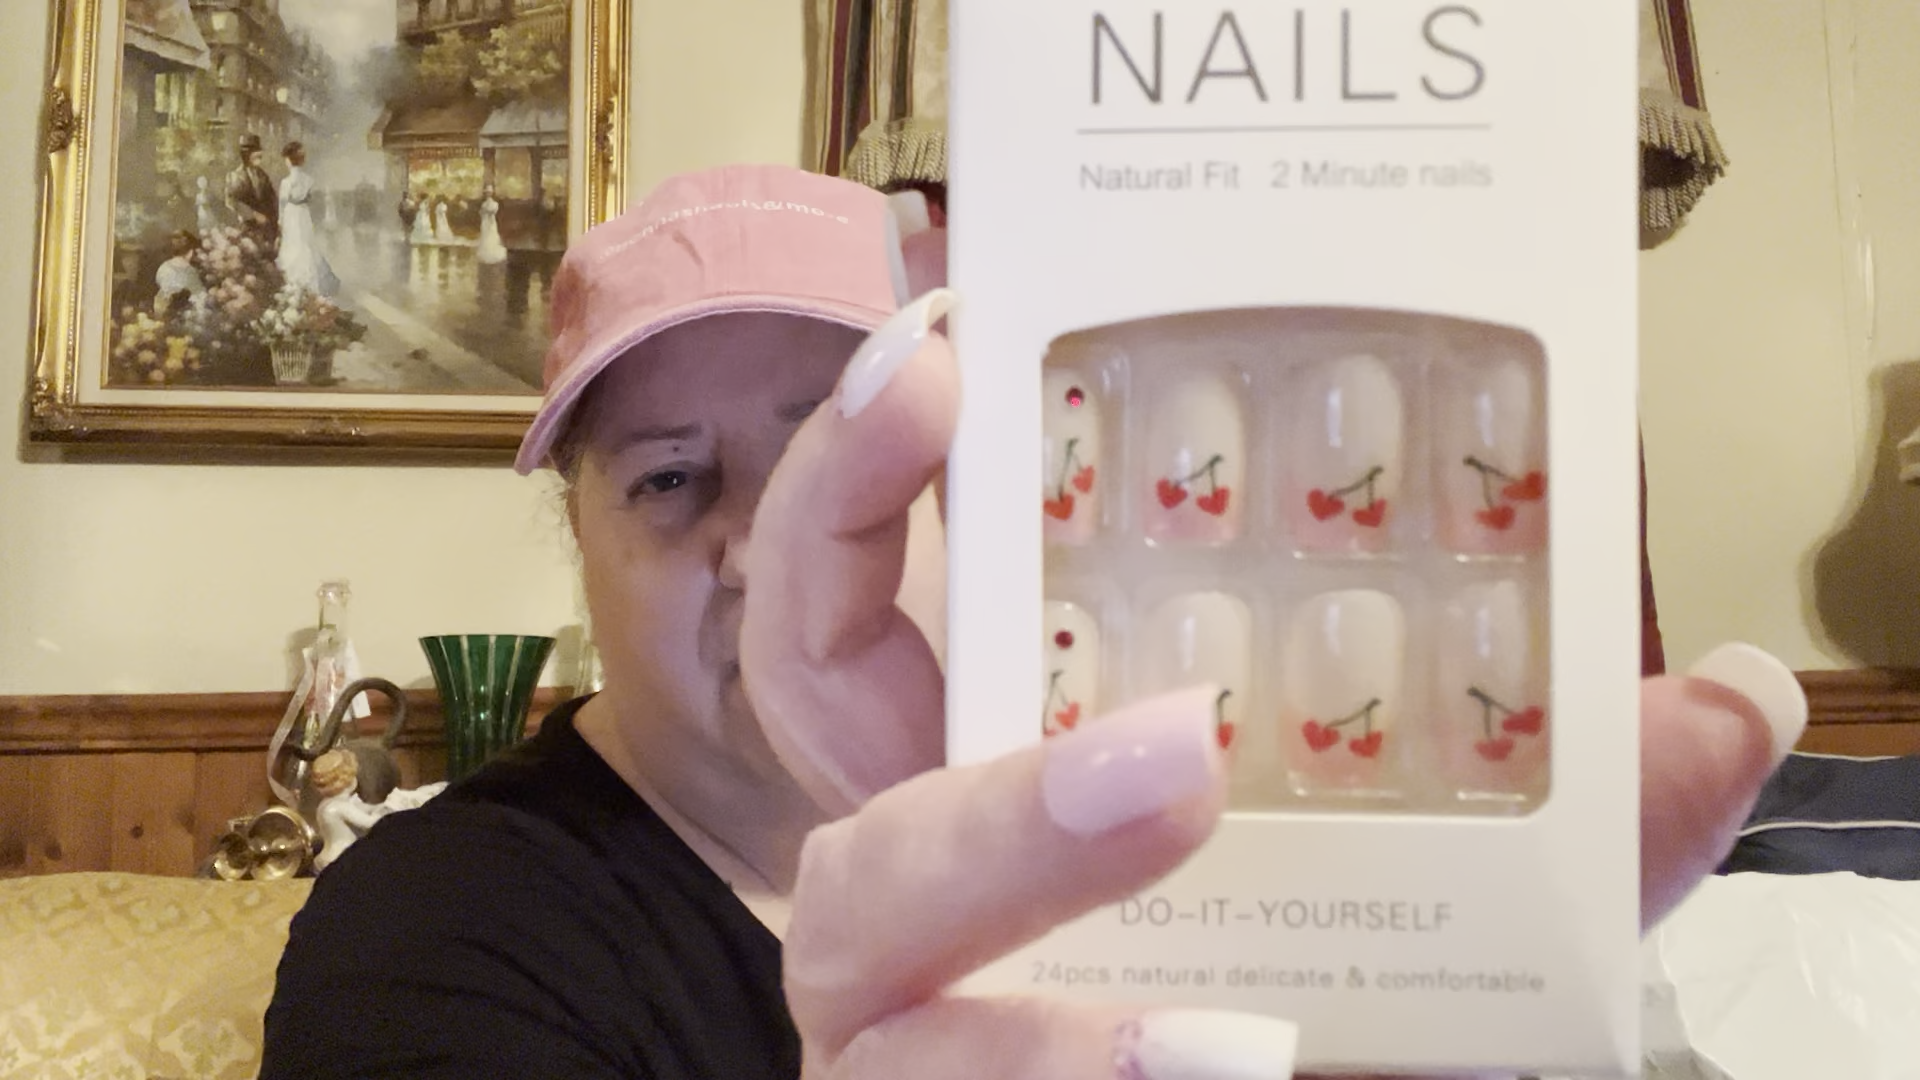 NAILS
Natural Fit 2 Minute nails
DO-IT-YOURSELF
24pcs natural delicate & comfortable